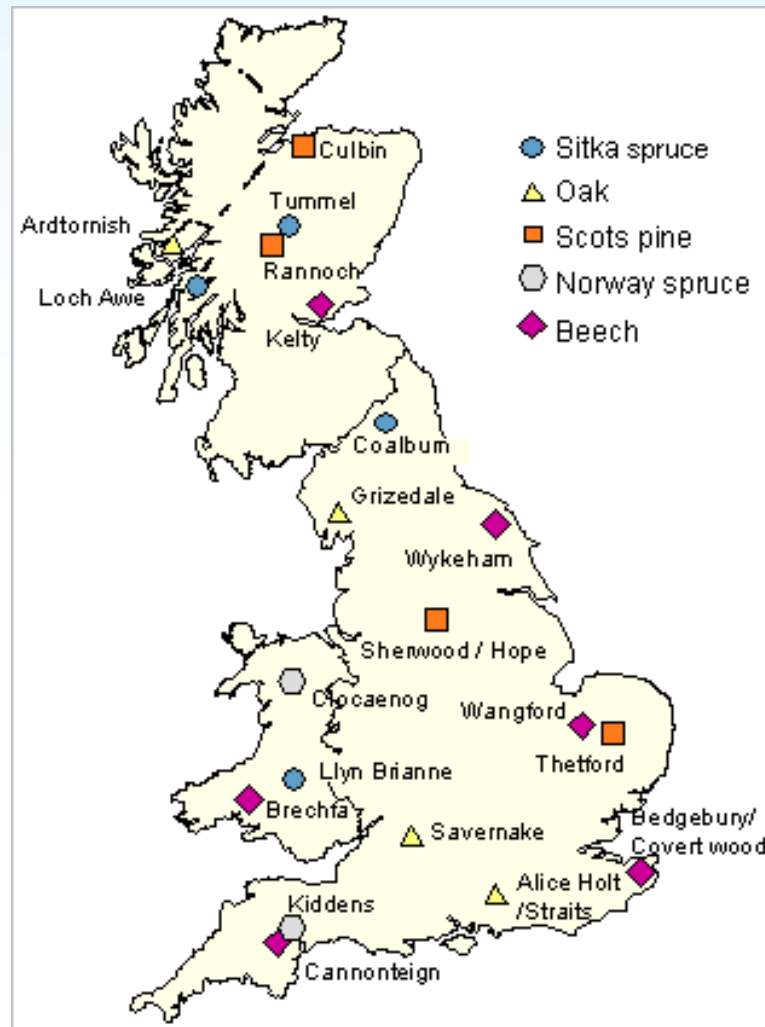 Culbin
Tummel
Ardtornish
Rannoch
Loch Awe
Kelty
Sitka spruce
Oak
Scots pine
Norway spruce
Beech
Coalburn
Grizedale
Wykeham
Sherwood / Hope
Clocaenog
Wangford
Thetford
Llyn Brianne
Brechfa
Savernake
Bedgebury/
Covert wood
Alice Holt
/Straits
Kiddens
Cannonteign